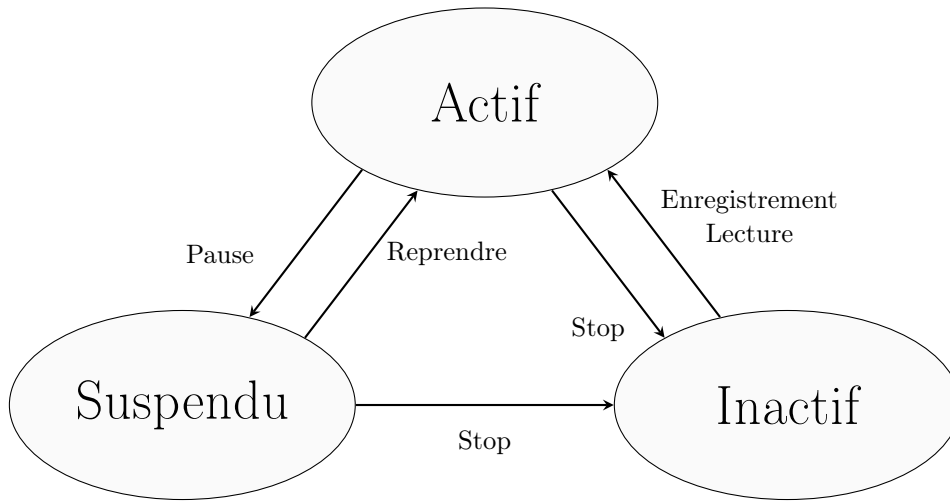 Actif
Enregistrement
Lecture
Pause
Reprendre
Stop
Suspendu
Inactif
Stop